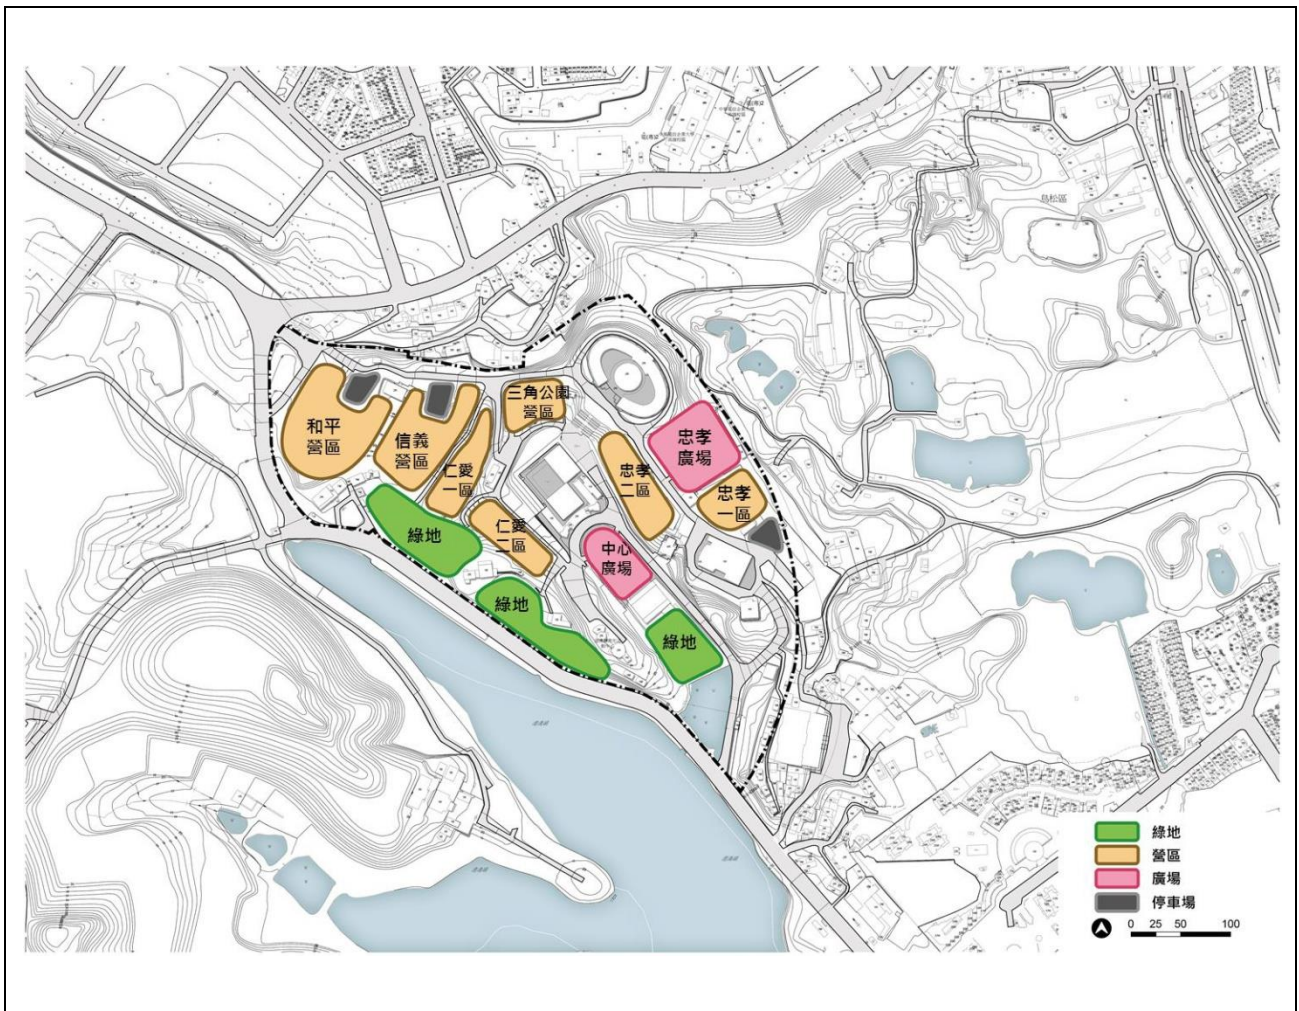 鳥松區
三角公園
營區
和平
營區
信義
營區
仁愛
一區
忠孝
廣場
忠孝
二區
忠孝
一區
仁愛
二區
中心
廣場
綠地
綠地
綠地
綠地
營區
廣場
停車場
0 25 50 100